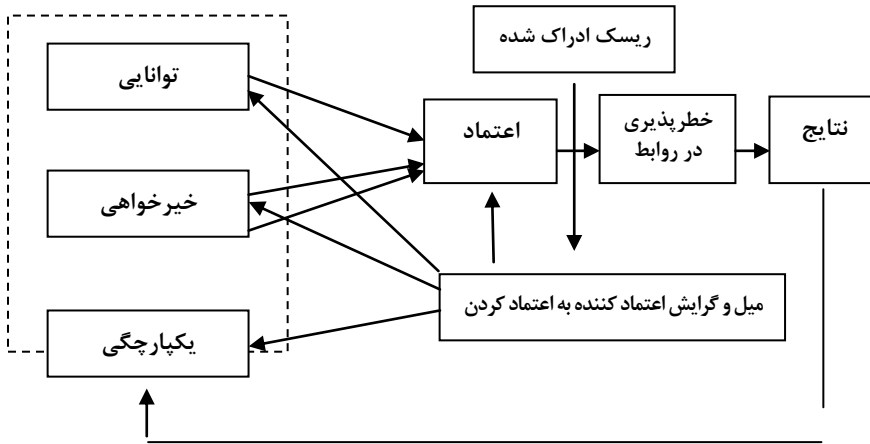 ریسک ادراک شده
توانایی
اعتماد
خطرپذیری
در روابط
نتایج
خیرخواهی
میل و گرایش اعتماد کننده به اعتماد کردن
یکپارچگی